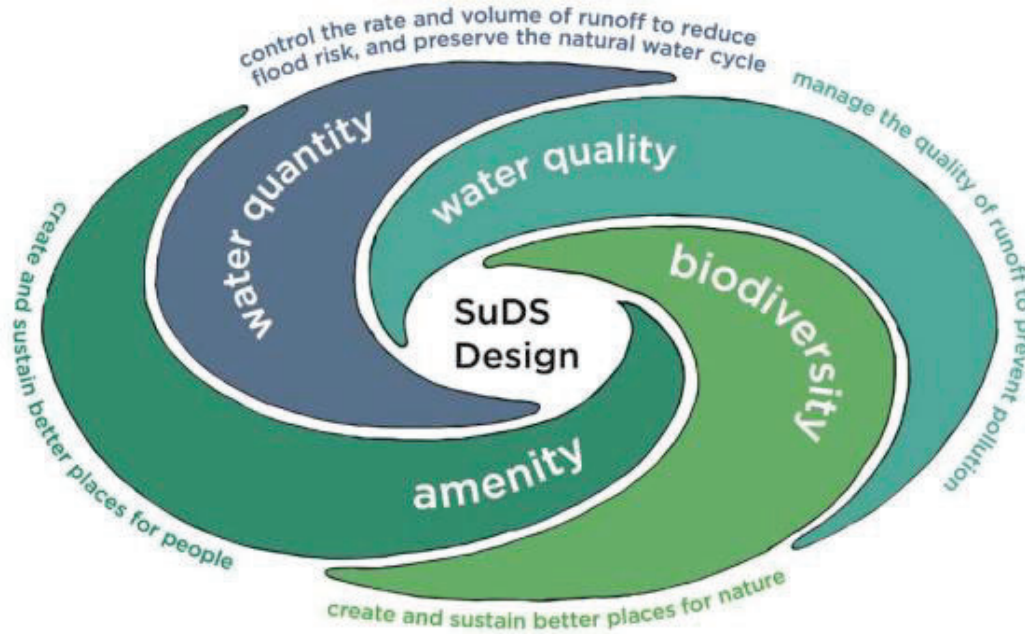 control the rate and volume of runoff to reduce
flood risk, and preserve the natural water cycle
water quantity
water quality
manage the quality of runoff to prevent pollution
biodiversity
SuDS
Design
amenity
create and sustain better places for people
create and sustain better places for nature